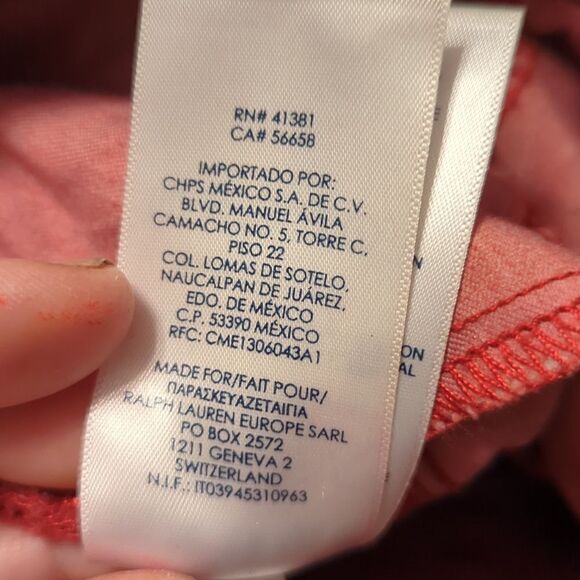 RN# 41381
CA# 56658
IMPORTADO POR:
CHPS MÉXICO S.A. DE C.V.
BLVD. MANUEL ÁVILA
CAMACHO NO. 5, TORRE C,
PISO 22
COL. LOMAS DE SOTELO,
NAUCALPAN DE JUÁREZ,
EDO. DE MÉXICO
C.P. 53390 MÉXICO
RFC: CME1306043A1
MADE FOR/FAIT POUR/
ΠΑΡΑΣΚΕΥΑΖΕΤΑΙΓΙΑ
RALPH LAUREN EUROPE SARL
PO BOX 2572
1211 GENEVA 2
SWITZERLAND
N.I.F.: IT03945310963